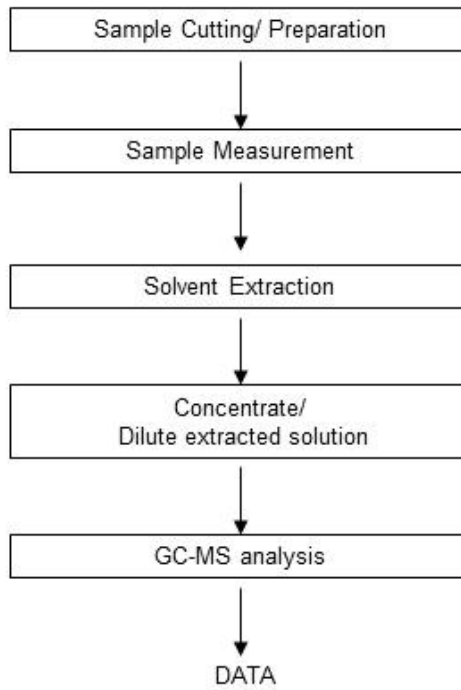 Sample Cutting/ Preparation
Sample Measurement
Solvent Extraction
Concentrate/
Dilute extracted solution
GC-MS analysis
DATA